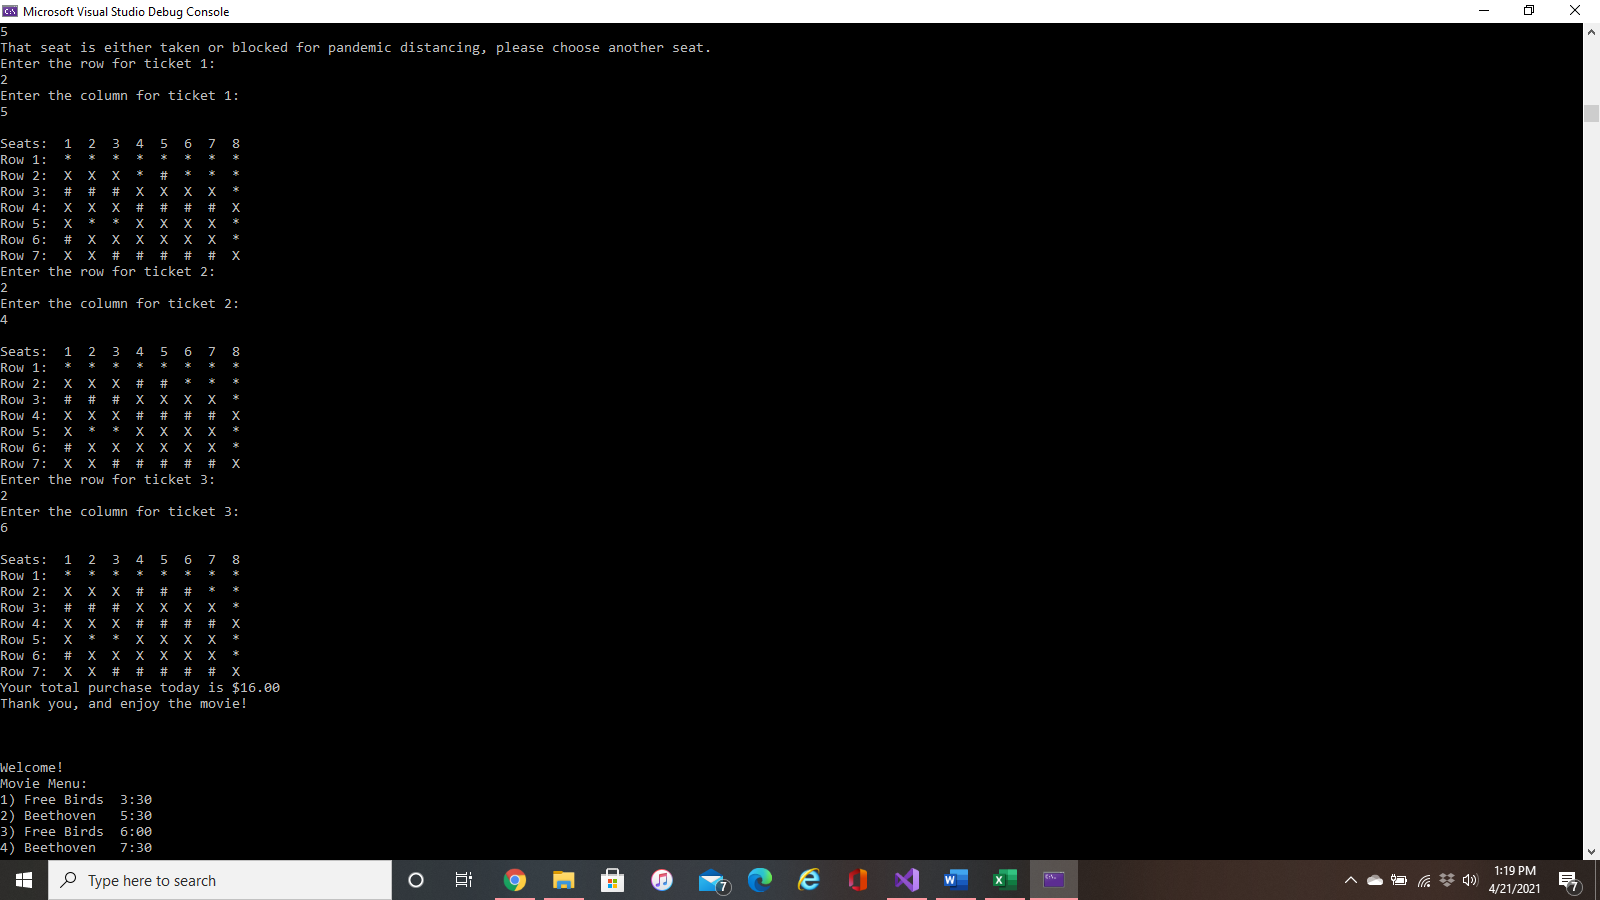 Microsoft Visual Studio Debug Console
5
That seat is either taken or blocked for pandemic distancing, please choose another seat.
Enter the row for ticket 1:
2
Enter the column for ticket 1:
5
Seats:  1  2  3  4  5  6  7  8
Row 1:  *  *  *  *  *  *  *  *
Row 2:  X  X  X  *  #  *  *  *
Row 3:  #  #  #  X  X  X  X  *
Row 4:  X  X  X  #  #  #  #  X
Row 5:  X  *  *  X  X  X  X  *
Row 6:  #  X  X  X  X  X  X  *
Row 7:  X  X  #  #  #  #  #  X
Enter the row for ticket 2:
2
Enter the column for ticket 2:
4
Seats:  1  2  3  4  5  6  7  8
Row 1:  *  *  *  *  *  *  *  *
Row 2:  X  X  X  #  #  *  *  *
Row 3:  #  #  #  X  X  X  X  *
Row 4:  X  X  X  #  #  #  #  X
Row 5:  X  *  *  X  X  X  X  *
Row 6:  #  X  X  X  X  X  X  *
Row 7:  X  X  #  #  #  #  #  X
Enter the row for ticket 3:
2
Enter the column for ticket 3:
6
Seats:  1  2  3  4  5  6  7  8
Row 1:  *  *  *  *  *  *  *  *
Row 2:  X  X  X  #  #  #  *  *
Row 3:  #  #  #  X  X  X  X  *
Row 4:  X  X  X  #  #  #  #  X
Row 5:  X  *  *  X  X  X  X  *
Row 6:  #  X  X  X  X  X  X  *
Row 7:  X  X  #  #  #  #  #  X
Your total purchase today is $16.00
Thank you, and enjoy the movie!
Welcome!
Movie Menu:
1) Free Birds  3:30
2) Beethoven   5:30
3) Free Birds  6:00
4) Beethoven   7:30
Type here to search
7
1:19 PM
4/21/2021
7